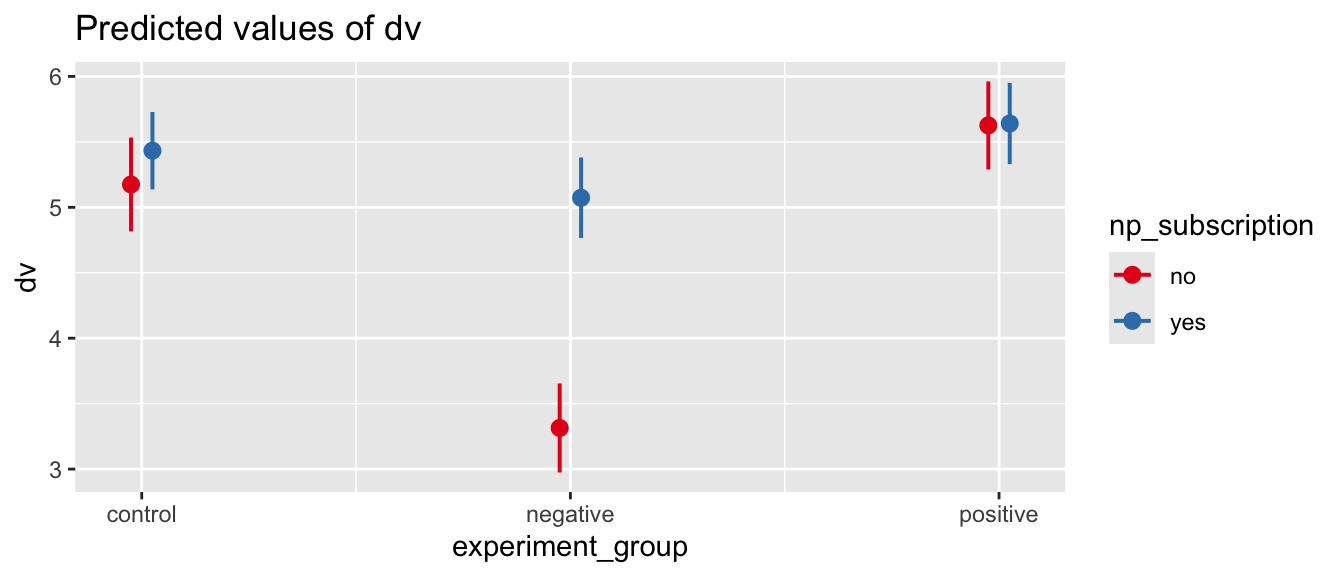 Predicted values of dv
6
5
4
3
dv
control negative positive
experiment_group
np_subscription
no
yes